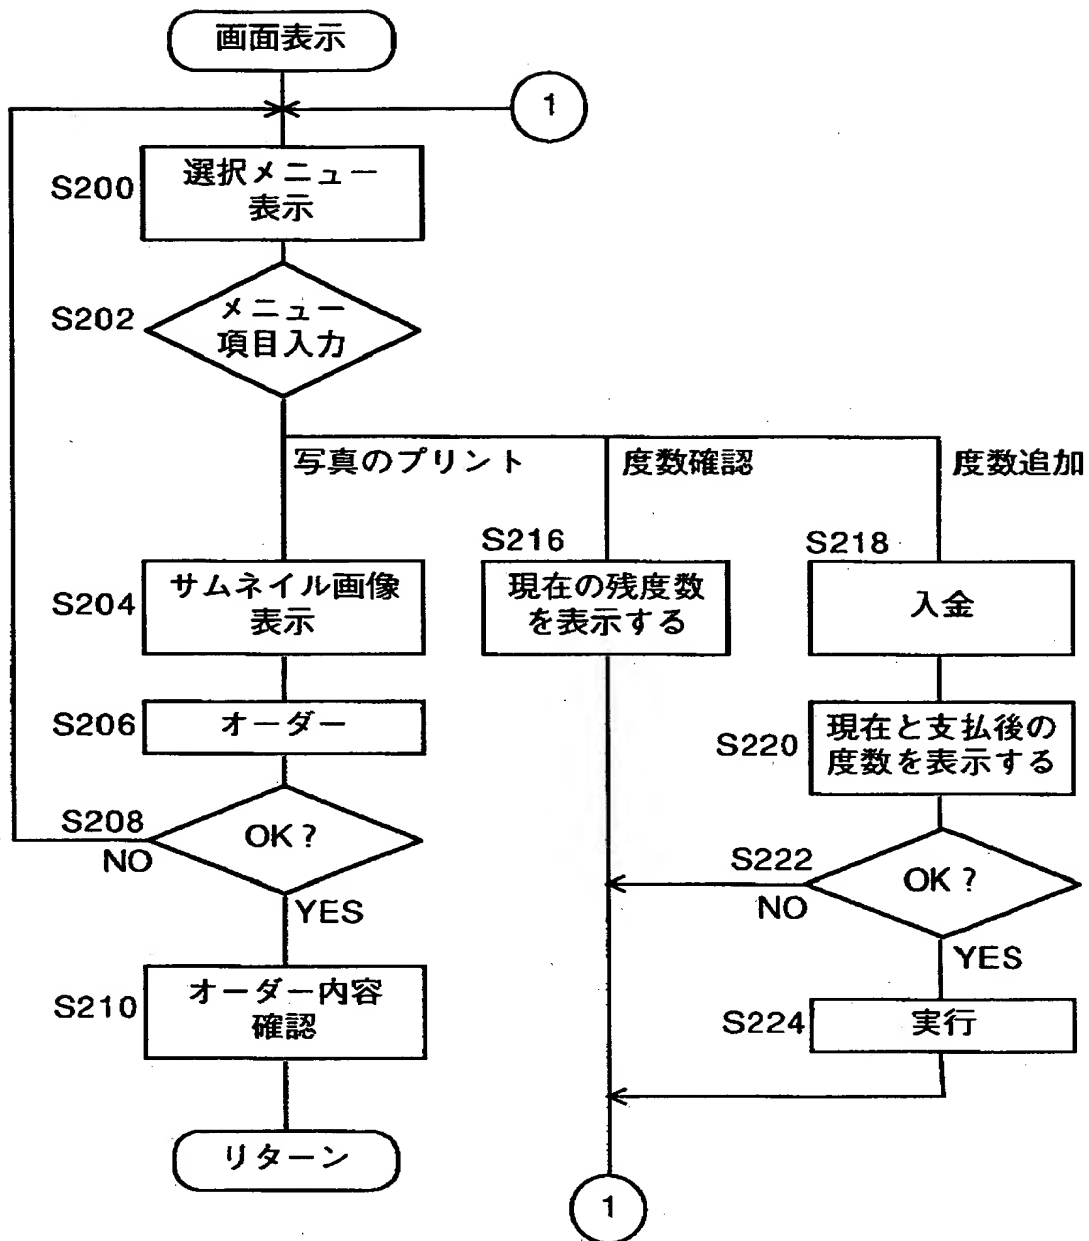 画面表示
1
S200
選択メニュー
表示
S202
メニュー
項目入力
写真のプリント
度数確認
度数追加
S204
サムネイル画像
表示
S216
現在の残度数
を表示する
S218
入金
S206
オーダー
S220
現在と支払後の
度数を表示する
S208
OK?
NO
YES
S222
OK?
NO
YES
S210
オーダー内容
確認
S224
実行
リターン
1